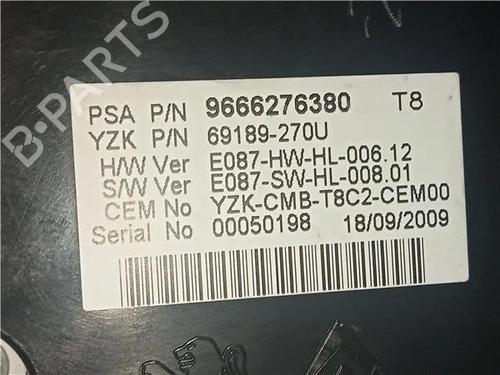 B-PARTS
PSA P/N 9666276380 T8
YZK P/N 69189-270U
H/W Ver E087-HW-HL-006.12
S/W Ver E087-SW-HL-008.01
CEM No YZK-CMB-T8C2-CEM00
Serial No 00050198 18/09/2009